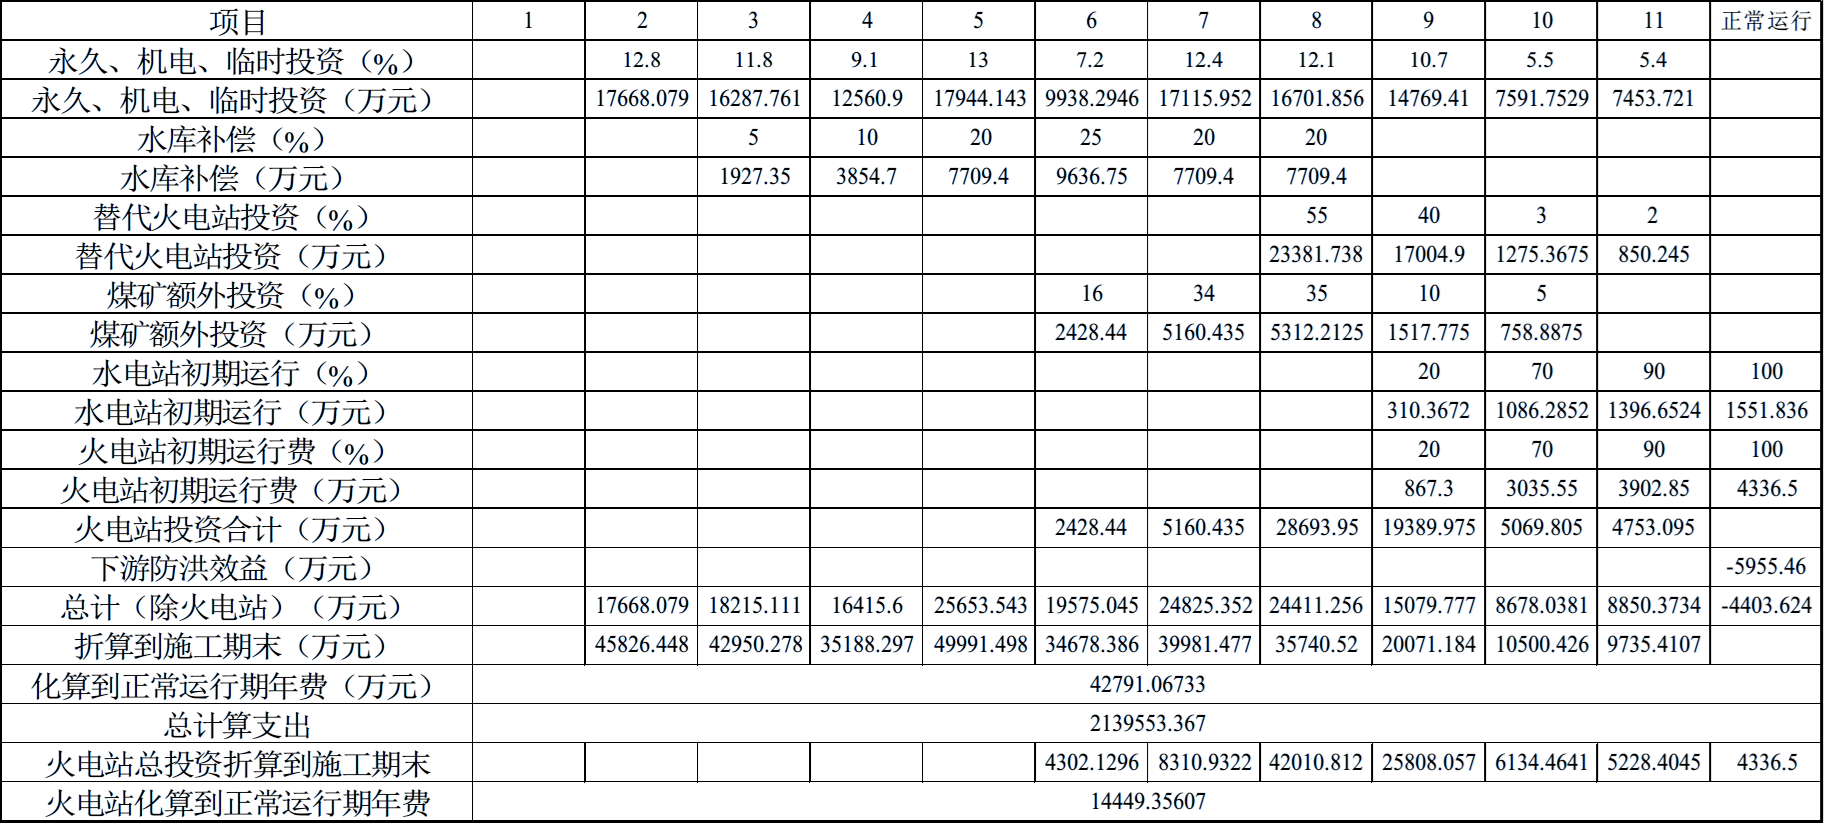 项目 1 2 3 4 5 6 7 8 9 10 11 正常运行
永久、机电、临时投资（%） 12.8 11.8 9.1 13 7.2 12.4 12.1 10.7 5.5 5.4
永久、机电、临时投资（万元） 17668.079 16287.761 12560.9 17944.143 9938.2946 17115.952 16701.856 14769.41 7591.7529 7453.721
水库补偿（%） 5 10 20 25 20 20
水库补偿（万元） 1927.35 3854.7 7709.4 9636.75 7709.4 7709.4
替代火电站投资（%） 55 40 3 2
替代火电站投资（万元） 23381.738 17004.9 1275.3675 850.245
煤矿额外投资（%） 16 34 35 10 5
煤矿额外投资（万元） 2428.44 5160.435 5312.2125 1517.775 758.8875
水电站初期运行（%） 20 70 90 100
水电站初期运行（万元） 310.3672 1086.2852 1396.6524 1551.836
火电站初期运行费（%） 20 70 90 100
火电站初期运行费（万元） 867.3 3035.55 3902.85 4336.5
火电站投资合计（万元） 2428.44 5160.435 28693.95 19389.975 5069.805 4753.095
下游防洪效益（万元） -5955.46
总计（除火电站）（万元） 17668.079 18215.111 16415.6 25653.543 19575.045 24825.352 24411.256 15079.777 8678.0381 8850.3734 -4403.624
折算到施工期末（万元） 45826.448 42950.278 35188.297 49991.498 34678.386 39981.477 35740.52 20071.184 10500.426 9735.4107
化算到正常运行期年费（万元） 42791.06733
总计算支出 2139553.367
火电站总投资折算到施工期末 4302.1296 8310.9322 42010.812 25808.057 6134.4641 5228.4045 4336.5
火电站化算到正常运行期年费 14449.35607